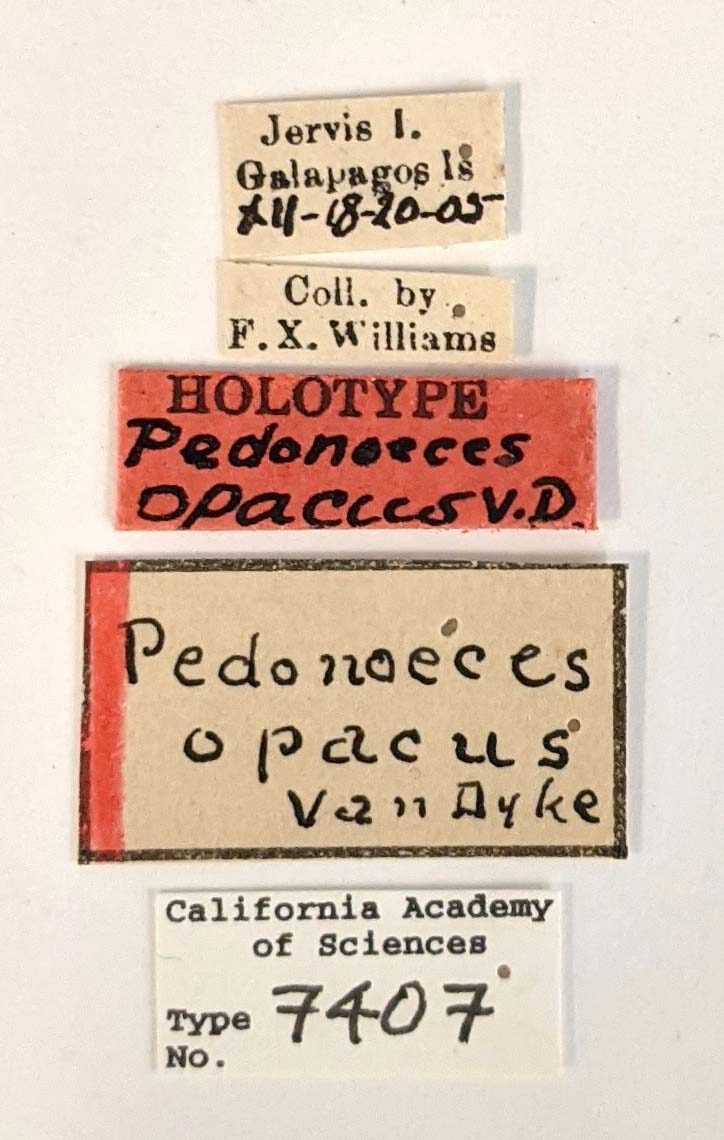 Jervis I.
Galapagos Is
XII-18-20-05
Coll. by
F.X. Williams
HOLOTYPE
Pedonoeces
opacus V.D.
Pedonoeces
opacus
Van Dyke
California Academy
of Sciences
Type 7407
No.